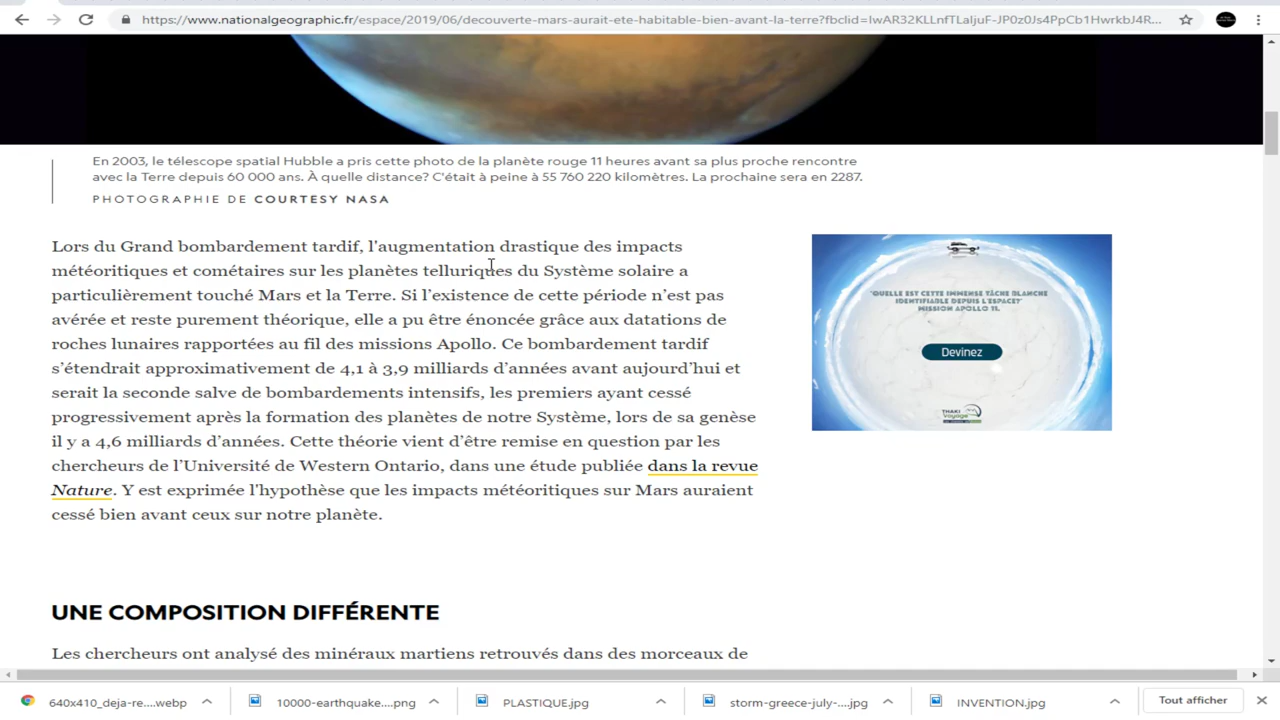 https://www.nationalgeographic.fr/espace/2019/06/decouverte-mars-aurait-ete-habitable-bien-avant-la-terre?fbclid=IwAR32KLLnfTLaljuF-JP0z0Js4PpCb1HwrkbJ4R...
En 2003, le télescope spatial Hubble a pris cette photo de la planète rouge 11 heures avant sa plus proche rencontre
avec la Terre depuis 60 000 ans. À quelle distance? C'était à peine à 55 760 220 kilomètres. La prochaine sera en 2287.
PHOTOGRAPHIE DE COURTESY NASA
Lors du Grand bombardement tardif, l'augmentation drastique des impacts
météoritiques et cométaires sur les planètes telluriques du Système solaire a
particulièrement touché Mars et la Terre. Si l’existence de cette période n’est pas
avérée et reste purement théorique, elle a pu être énoncée grâce aux datations de
roches lunaires rapportées au fil des missions Apollo. Ce bombardement tardif
s’étendrait approximativement de 4,1 à 3,9 milliards d’années avant aujourd’hui et
serait la seconde salve de bombardements intensifs, les premiers ayant cessé
progressivement après la formation des planètes de notre Système, lors de sa genèse
il y a 4,6 milliards d’années. Cette théorie vient d’être remise en question par les
chercheurs de l’Université de Western Ontario, dans une étude publiée dans la revue
Nature. Y est exprimée l'hypothèse que les impacts météoritiques sur Mars auraient
cessé bien avant ceux sur notre planète.
"QUELLE EST CETTE IMMENSE TÂCHE BLANCHE
IDENTIFIABLE DEPUIS L'ESPACE?"
MISSION APOLLO 11.
Devinez
THAKI
Voyage
UNE COMPOSITION DIFFÉRENTE
Les chercheurs ont analysé des minéraux martiens retrouvés dans des morceaux de
640x410_deja-re....webp
10000-earthquake....png
PLASTIQUE.jpg
storm-greece-july-....jpg
INVENTION.jpg
Tout afficher